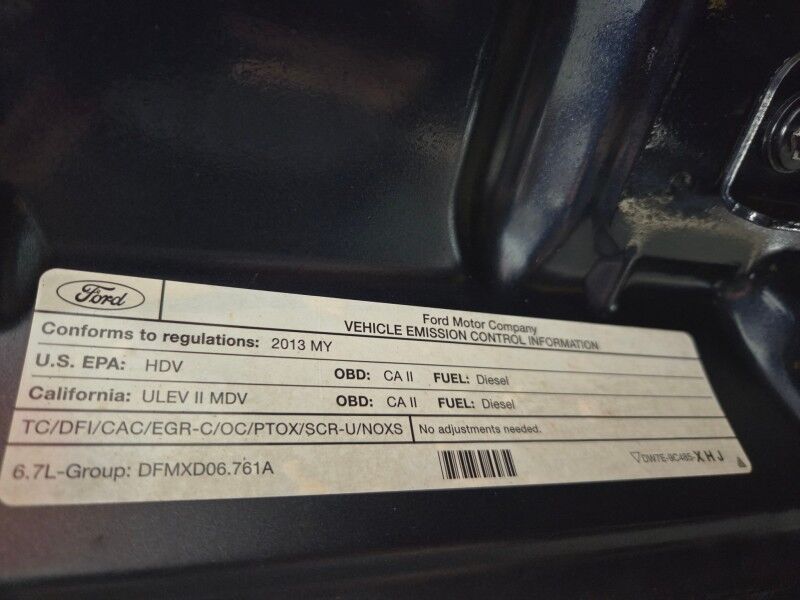 Ford
Ford Motor Company
VEHICLE EMISSION CONTROL INFORMATION
Conforms to regulations: 2013 MY
U.S. EPA: HDV OBD: CA II FUEL: Diesel
California: ULEV II MDV OBD: CA II FUEL: Diesel
TC/DFI/CAC/EGR-C/OC/PTOX/SCR-U/NOXS No adjustments needed.
6.7L-Group: DFMXD06.761A DW7E-9C485-XHJ